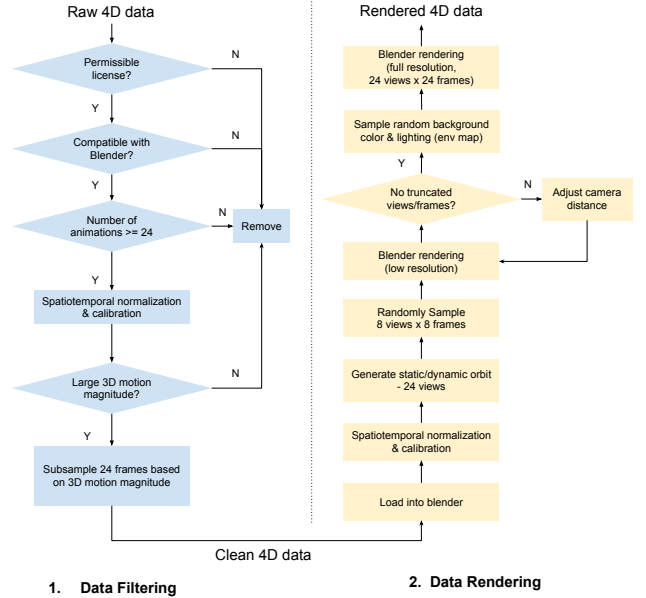 Raw 4D data
Permissible
license?
N
Y
Compatible with
Blender?
N
Y
Number of
animations >= 24
N
Remove
Y
Spatiotemporal normalization
& calibration
Large 3D motion
magnitude?
N
Y
Subsample 24 frames based
on 3D motion magnitude
Clean 4D data
1. Data Filtering
Rendered 4D data
Blender rendering
(full resolution,
24 views x 24 frames)
Sample random background
color & lighting (env map)
Y
No truncated
views/frames?
N
Adjust camera
distance
Blender rendering
(low resolution)
Randomly Sample
8 views x 8 frames
Generate static/dynamic orbit
- 24 views
Spatiotemporal normalization
& calibration
Load into blender
2. Data Rendering